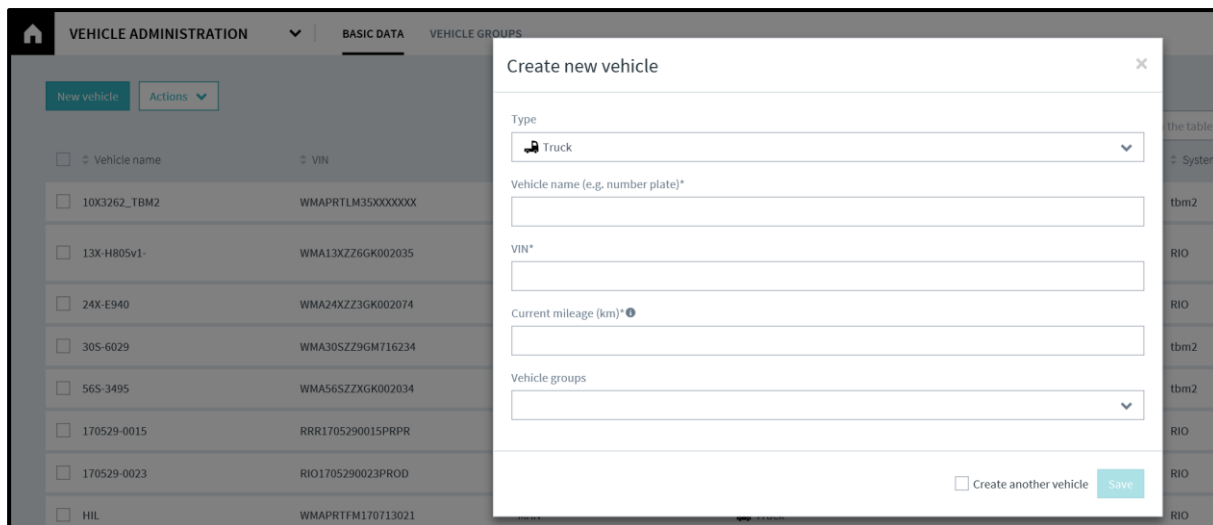 VEHICLE ADMINISTRATION BASIC DATA VEHICLE GROUPS
Create new vehicle
New vehicle Actions
Type
Truck
the table
Vehicle name VIN
Syster
Vehicle name (e.g. number plate)*
10X3262_TBM2 WMAPRTLM35XXXXXXX tbm2
VIN*
13X-H805v1- WMA13XZZ6GK002035 RIO
24X-E940 WMA24XZZ3GK002074 RIO
Current mileage (km)*
30S-6029 WMA30SZZ9GM716234 tbm2
Vehicle groups
56S-3495 WMA56SZZXGK002034 tbm2
170529-0015 RRR1705290015PRPR RIO
170529-0023 RIO1705290023PROD RIO
Create another vehicle Save
HIL WMAPRTFM170713021 MAN Truck RIO